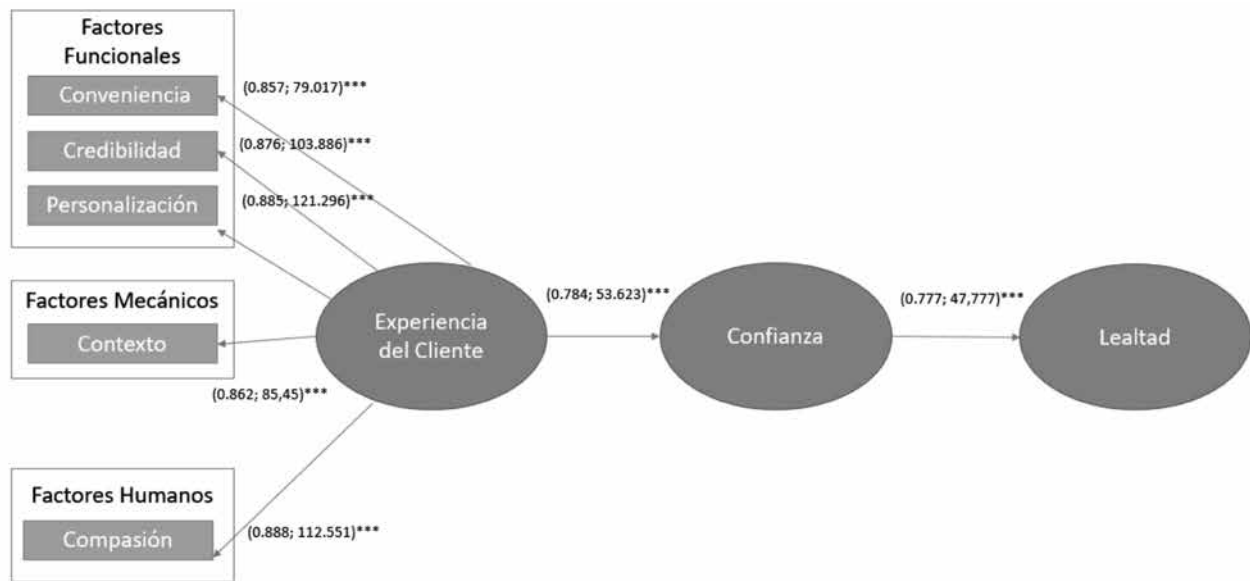 Factores
Funcionales
Conveniencia
(0.857; 79.017)***
Credibilidad
(0.876; 103.886)***
Personalización
(0.885; 121.296)***
Factores Mecánicos
Contexto
(0.862; 85,45)***
Factores Humanos
Compasión
(0.888; 112.551)***
Experiencia
del Cliente
(0.784; 53.623)***
Confianza
(0.777; 47,777)***
Lealtad